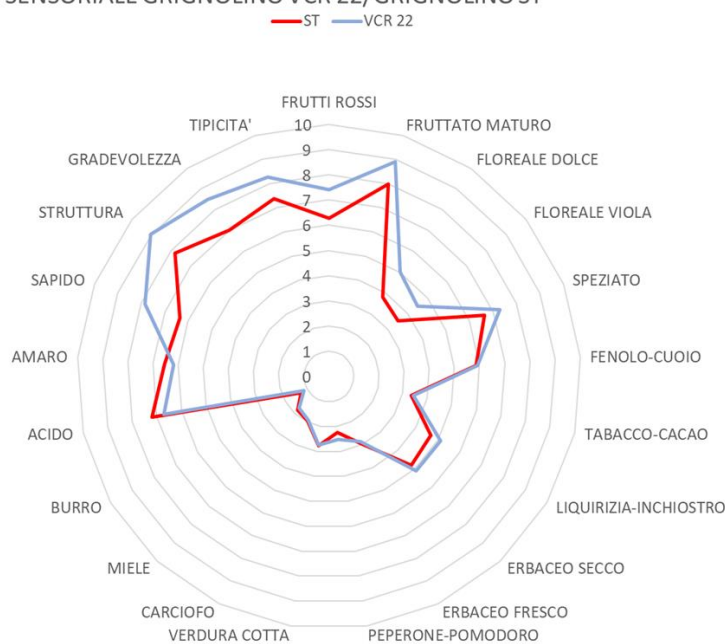 SENSORIALE GRIGNOLINO VCR 22/GRIGNOLINO ST
ST VCR 22
FRUTTI ROSSI
FRUTTATO MATURO
FLOREALE DOLCE
FLOREALE VIOLA
SPEZIATO
FENOLO-CUOIO
TABACCO-CACAO
LIQUIRIZIA-INCHIOSTRO
ERBACEO SECCO
ERBACEO FRESCO
PEPERONE-POMODORO
VERDURA COTTA
CARCIOFO
MIELE
BURRO
ACIDO
AMARO
SAPIDO
STRUTTURA
GRADEVOLEZZA
TIPICITA'
10
9
8
7
6
5
4
3
2
1
0